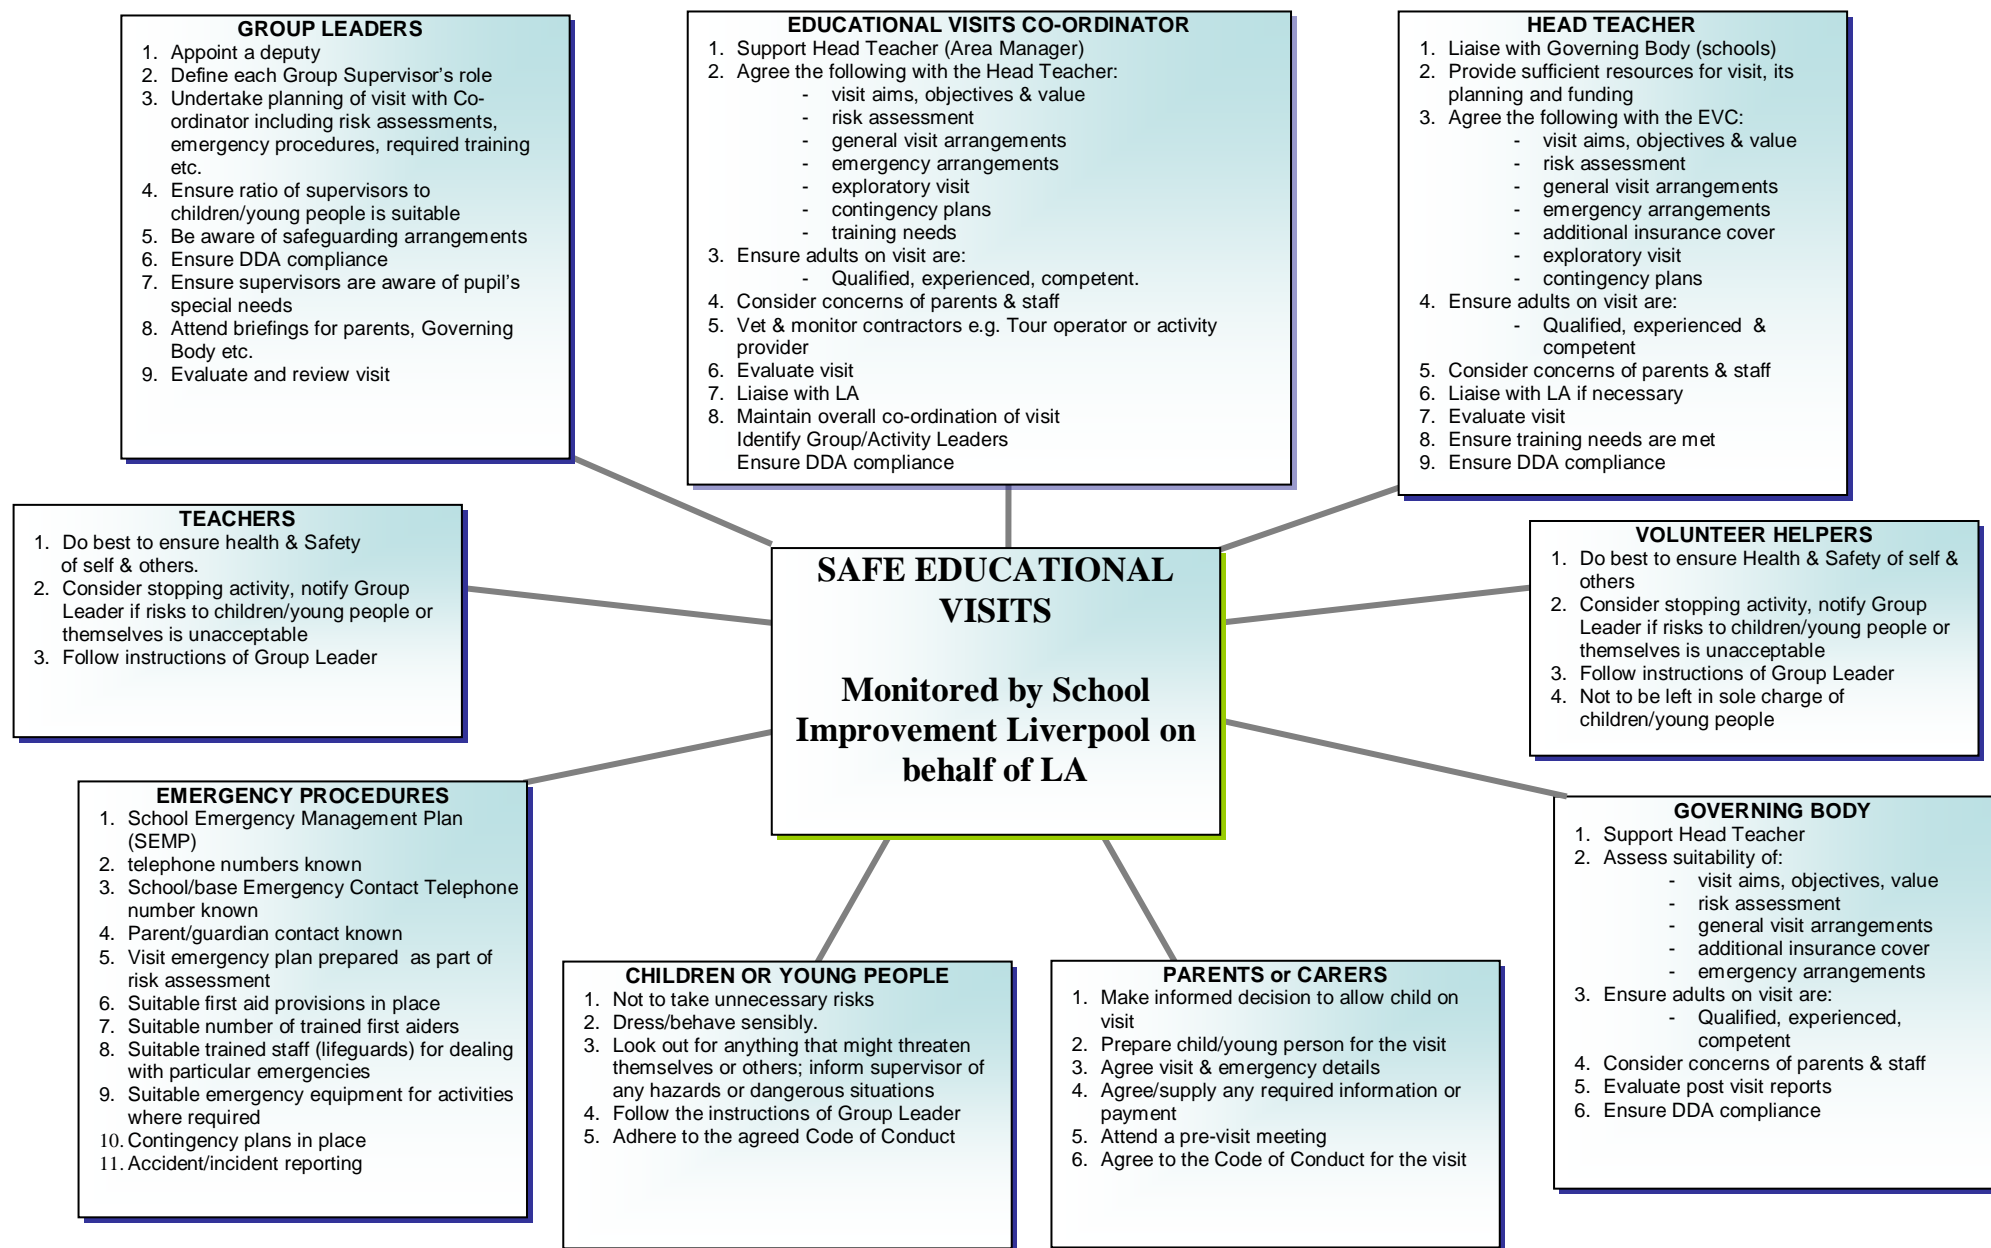 GROUP LEADERS
1. Appoint a deputy
2. Define each Group Supervisor's role
3. Undertake planning of visit with Co-
ordinator including risk assessments,
emergency procedures, required training
etc.
4. Ensure ratio of supervisors to
children/young people is suitable
5. Be aware of safeguarding arrangements
6. Ensure DDA compliance
7. Ensure supervisors are aware of pupil's
special needs
8. Attend briefings for parents, Governing
Body etc.
9. Evaluate and review visit
EDUCATIONAL VISITS CO-ORDINATOR
1. Support Head Teacher (Area Manager)
2. Agree the following with the Head Teacher:
- visit aims, objectives & value
- risk assessment
- general visit arrangements
- emergency arrangements
- exploratory visit
- contingency plans
- training needs
3. Ensure adults on visit are:
- Qualified, experienced, competent.
4. Consider concerns of parents & staff
5. Vet & monitor contractors e.g. Tour operator or activity
provider
6. Evaluate visit
7. Liaise with LA
8. Maintain overall co-ordination of visit
Identify Group/Activity Leaders
Ensure DDA compliance
HEAD TEACHER
1. Liaise with Governing Body (schools)
2. Provide sufficient resources for visit, its
planning and funding
3. Agree the following with the EVC:
- visit aims, objectives & value
- risk assessment
- general visit arrangements
- emergency arrangements
- additional insurance cover
- exploratory visit
- contingency plans
4. Ensure adults on visit are:
- Qualified, experienced &
competent
5. Consider concerns of parents & staff
6. Liaise with LA if necessary
7. Evaluate visit
8. Ensure training needs are met
9. Ensure DDA compliance
TEACHERS
1. Do best to ensure health & Safety
of self & others.
2. Consider stopping activity, notify Group
Leader if risks to children/young people or
themselves is unacceptable
3. Follow instructions of Group Leader
SAFE EDUCATIONAL
VISITS
Monitored by School
Improvement Liverpool on
behalf of LA
VOLUNTEER HELPERS
1. Do best to ensure Health & Safety of self &
others
2. Consider stopping activity, notify Group
Leader if risks to children/young people or
themselves is unacceptable
3. Follow instructions of Group Leader
4. Not to be left in sole charge of
children/young people
EMERGENCY PROCEDURES
1. School Emergency Management Plan
(SEMP)
2. telephone numbers known
3. School/base Emergency Contact Telephone
number known
4. Parent/guardian contact known
5. Visit emergency plan prepared as part of
risk assessment
6. Suitable first aid provisions in place
7. Suitable number of trained first aiders
8. Suitable trained staff (lifeguards) for dealing
with particular emergencies
9. Suitable emergency equipment for activities
where required
10. Contingency plans in place
11. Accident/incident reporting
CHILDREN OR YOUNG PEOPLE
1. Not to take unnecessary risks
2. Dress/behave sensibly.
3. Look out for anything that might threaten
themselves or others; inform supervisor of
any hazards or dangerous situations
4. Follow the instructions of Group Leader
5. Adhere to the agreed Code of Conduct
PARENTS or CARERS
1. Make informed decision to allow child on
visit
2. Prepare child/young person for the visit
3. Agree visit & emergency details
4. Agree/supply any required information or
payment
5. Attend a pre-visit meeting
6. Agree to the Code of Conduct for the visit
GOVERNING BODY
1. Support Head Teacher
2. Assess suitability of:
- visit aims, objectives, value
- risk assessment
- general visit arrangements
- additional insurance cover
- emergency arrangements
3. Ensure adults on visit are:
- Qualified, experienced,
competent
4. Consider concerns of parents & staff
5. Evaluate post visit reports
6. Ensure DDA compliance